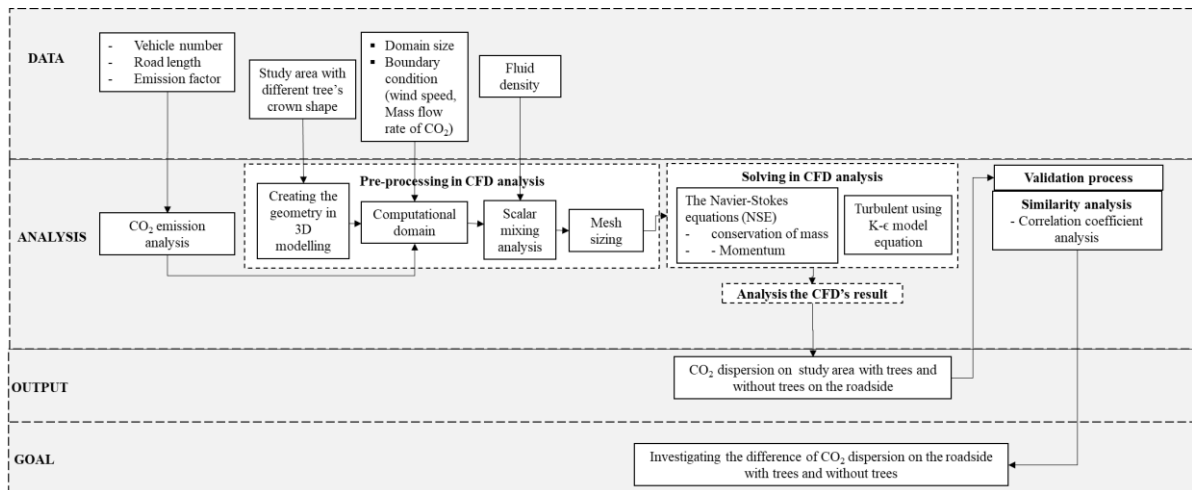 DATA
- Vehicle number
- Road length
- Emission factor
Study area with
different tree's
crown shape
▪ Domain size
▪ Boundary
condition
(wind speed,
Mass flow
rate of CO₂)
Fluid
density
ANALYSIS
CO₂ emission
analysis
Pre-processing in CFD analysis
Creating the
geometry in
3D
modelling
Computational
domain
Scalar
mixing
analysis
Mesh
sizing
Solving in CFD analysis
The Navier-Stokes
equations (NSE)
- conservation of mass
- - Momentum
Turbulent using
K-ϵ model
equation
Analysis the CFD's result
Validation process
Similarity analysis
- Correlation coefficient
analysis
OUTPUT
CO₂ dispersion on study area with trees and
without trees on the roadside
GOAL
Investigating the difference of CO₂ dispersion on the roadside
with trees and without trees